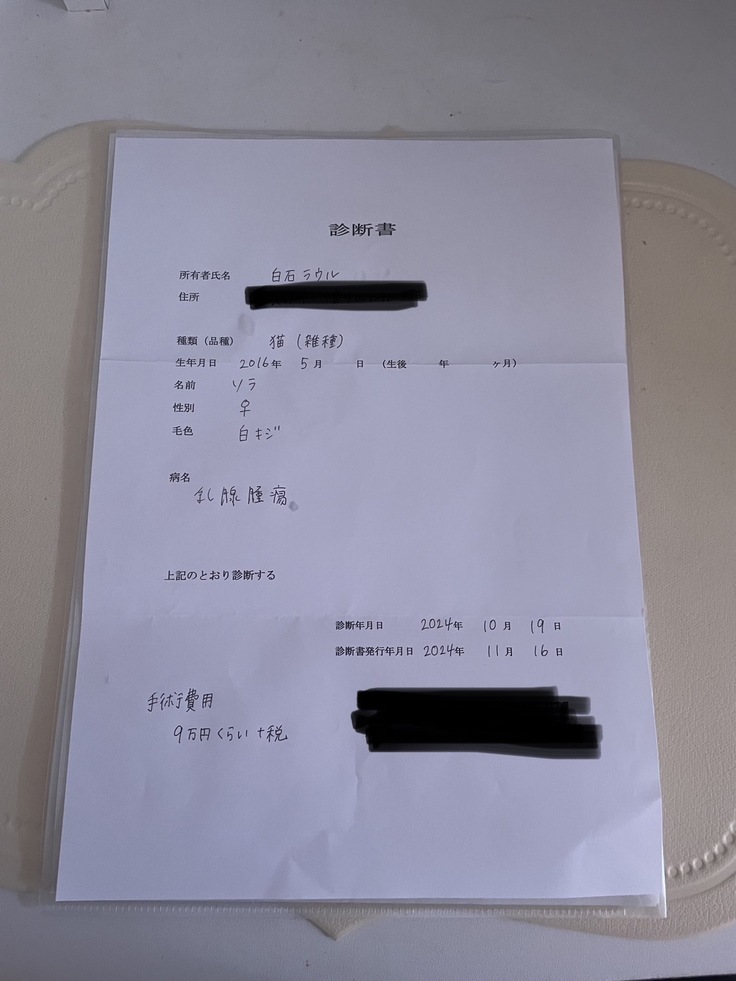 診断書
所有者氏名 白石ラウル
住所
種類（品種） 猫（雑種）
生年月日 2016年 5月 日 （生後 年 ヶ月）
名前 ソラ
性別 ♀
毛色 白キジ
病名
乳腺腫瘍
上記のとおり診断する
診断年月日 2024年 10月 19日
診断書発行年月日 2024年 11月 16日
手術費用
9万円くらい+税